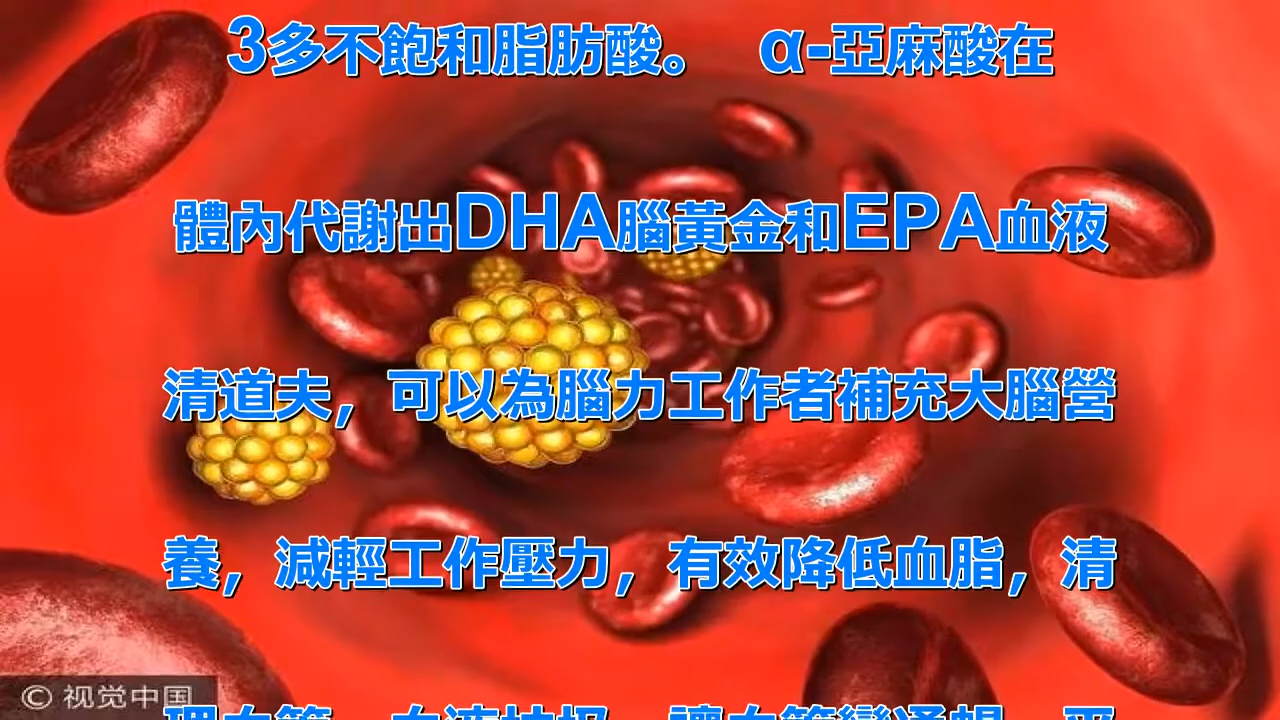 3多不飽和脂肪酸。 α-亞麻酸在
體內代謝出DHA腦黃金和EPA血液
清道夫，可以為腦力工作者補充大腦營
養，減輕工作壓力，有效降低血脂，清
© 视觉中国